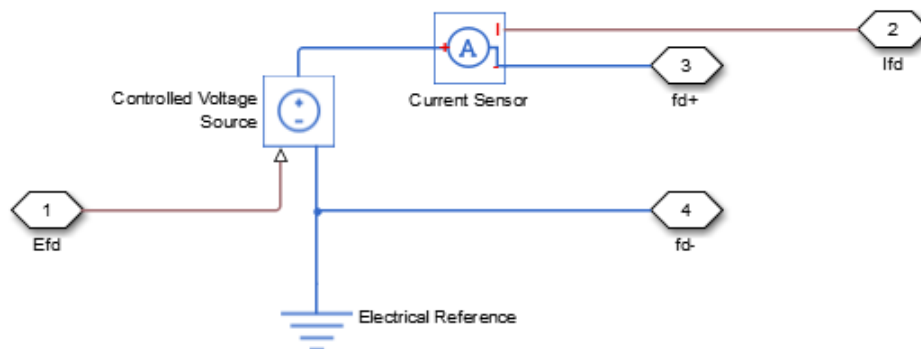 I
2
Ifd
+
A
-
3
fd+
Current Sensor
Controlled Voltage
Source
+
-
1
Efd
4
fd-
Electrical Reference